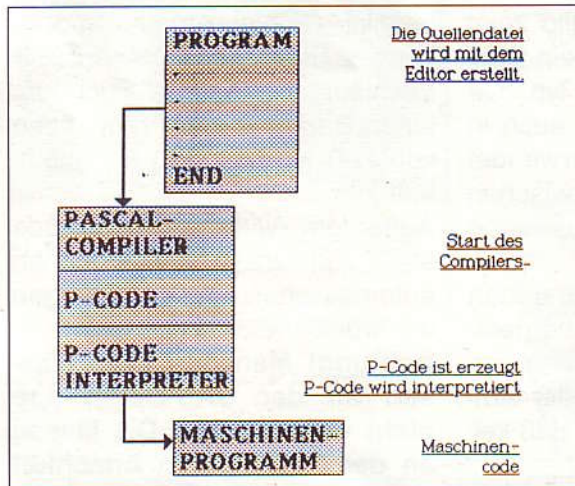 PROGRAM
.
.
.
.
END
Die Quellendatei
wird mit dem
Editor erstellt.
PASCAL-
COMPILER
P-CODE
P-CODE
INTERPRETER
Start des
Compilers-
P-Code ist erzeugt
P-Code wird interpretiert
MASCHINEN-
PROGRAMM
Maschinen-
code